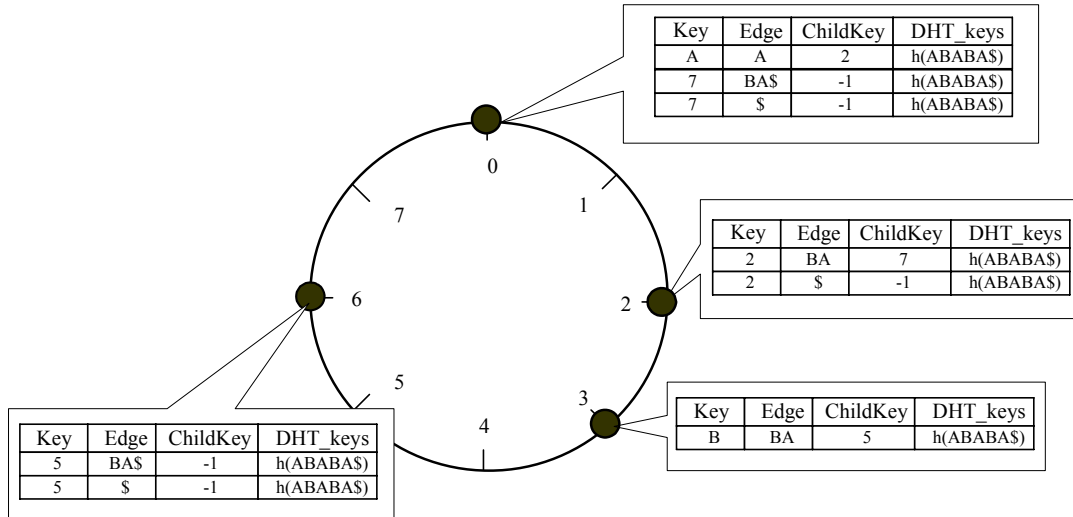 Key Edge ChildKey DHT_keys
A A 2 h(ABABA$)
7 BA$ -1 h(ABABA$)
7 $ -1 h(ABABA$)
0
1
7
Key Edge ChildKey DHT_keys
2 BA 7 h(ABABA$)
2 $ -1 h(ABABA$)
6
2
5
3
4
Key Edge ChildKey DHT_keys
B BA 5 h(ABABA$)
Key Edge ChildKey DHT_keys
5 BA$ -1 h(ABABA$)
5 $ -1 h(ABABA$)